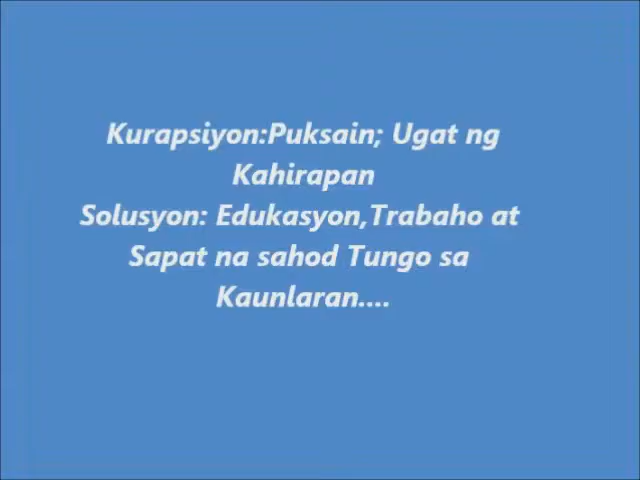 Kurapsiyon:Puksain; Ugat ng
Kahirapan
Solusyon: Edukasyon,Trabaho at
Sapat na sahod Tungo sa
Kaunlaran....